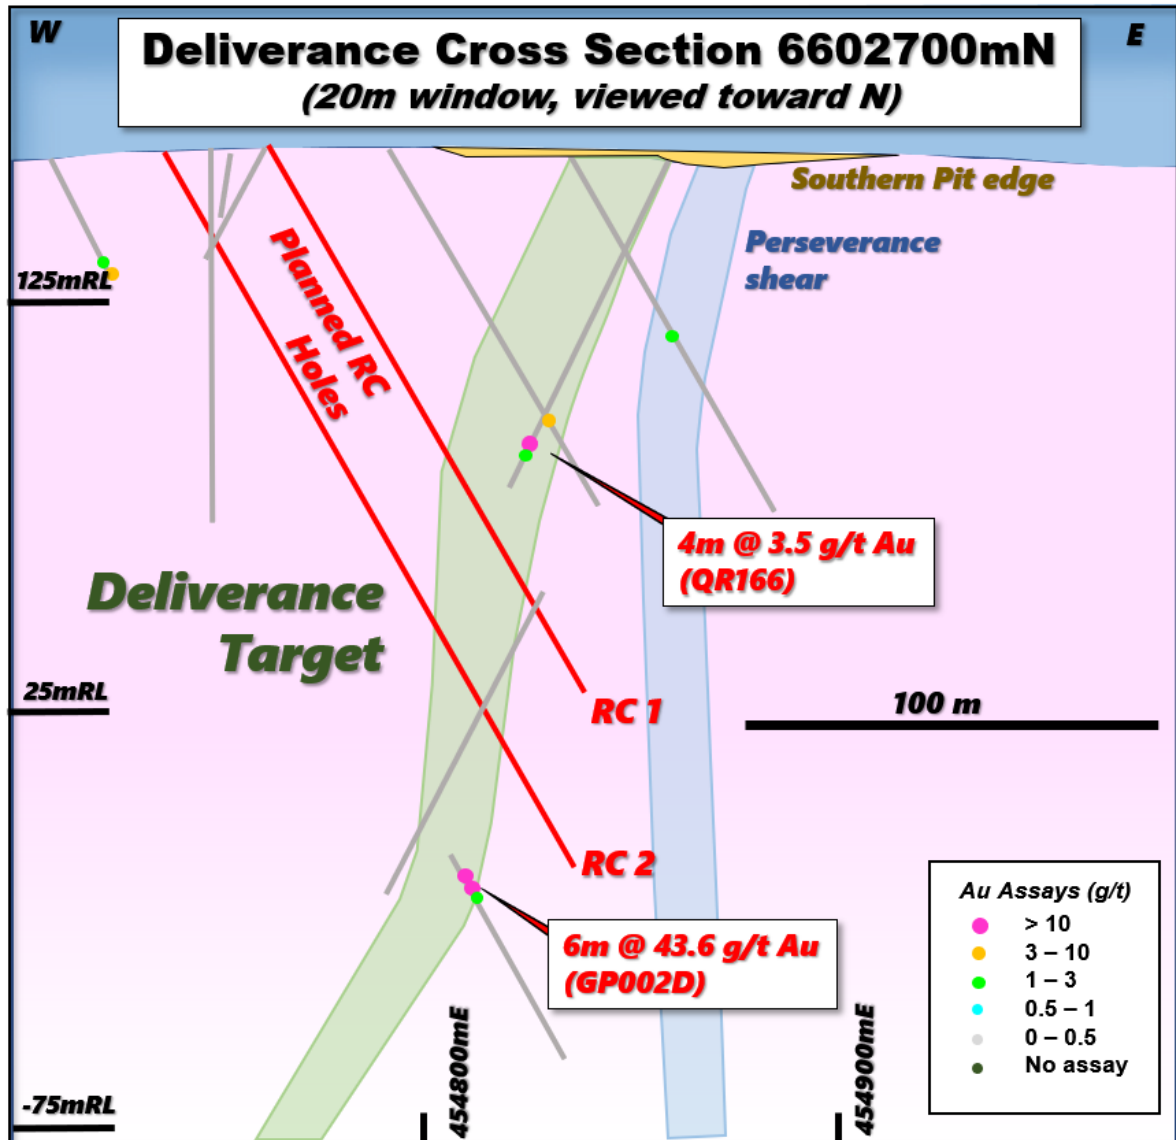 W
E
Deliverance Cross Section 6602700mN
(20m window, viewed toward N)
Southern Pit edge
Perseverance
shear
125mRL
Planned RC
Holes
4m @ 3.5 g/t Au
(QR166)
Deliverance
Target
25mRL
RC 1
100 m
RC 2
6m @ 43.6 g/t Au
(GP002D)
Au Assays (g/t)
> 10
3 – 10
1 – 3
0.5 – 1
0 – 0.5
No assay
-75mRL
454800mE
454900mE